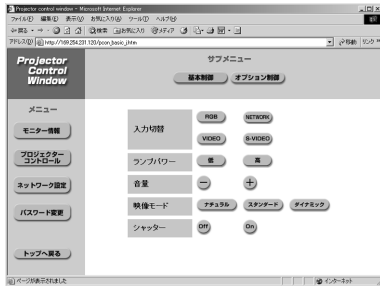 Projector control window - Microsoft Internet Explorer
ファイル(F) 編集(E) 表示(V) お気に入り(A) ツール(T) ヘルプ(H)
戻る 検索 お気に入り メディア
アドレス(D) http://169.254.231.120/pcon_basic_j.htm 移動 リンク
Projector Control Window
サブメニュー
基本制御 オプション制御
メニュー
モニター情報
プロジェクターコントロール
ネットワーク設定
パスワード変更
トップへ戻る
入力切替 RGB NETWORK
VIDEO S-VIDEO
ランプパワー 低 高
音量 − +
映像モード ナチュラル スタンダード ダイナミック
シャッター Off On
ページが表示されました インターネット